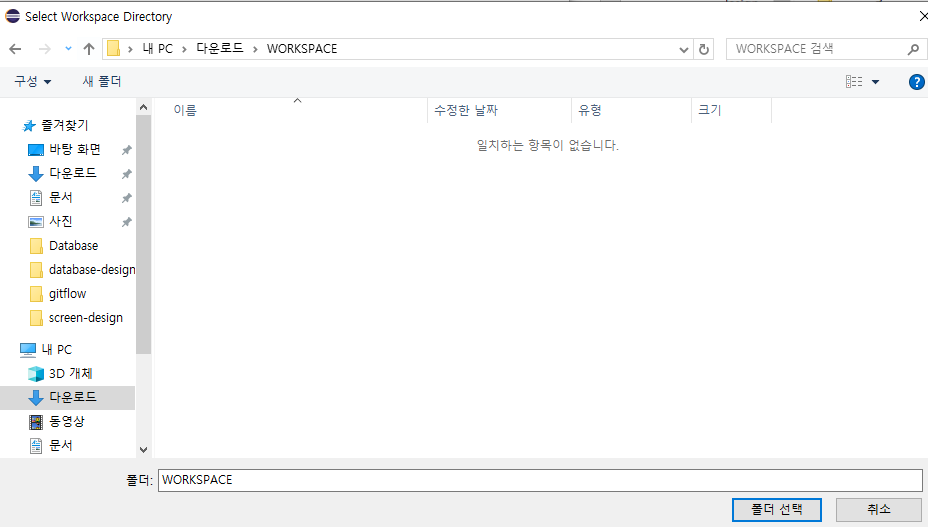 Select Workspace Directory
내 PC 다운로드 WORKSPACE
WORKSPACE 검색
구성 새 폴더
이름 수정한 날짜 유형 크기
일치하는 항목이 없습니다.
즐겨찾기
바탕 화면
다운로드
문서
사진
Database
database-design
gitflow
screen-design
내 PC
3D 개체
다운로드
동영상
문서
폴더: WORKSPACE
폴더 선택 취소